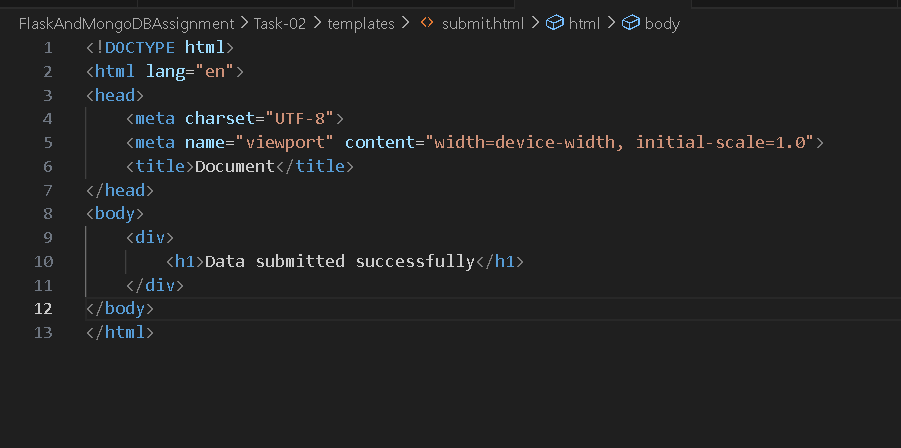 FlaskAndMongoDBAssignment > Task-02 > templates > <> submit.html > html > body
1 <!DOCTYPE html>
2 <html lang="en">
3 <head>
4     <meta charset="UTF-8">
5     <meta name="viewport" content="width=device-width, initial-scale=1.0">
6     <title>Document</title>
7 </head>
8 <body>
9     <div>
10         <h1>Data submitted successfully</h1>
11     </div>
12 </body>
13 </html>